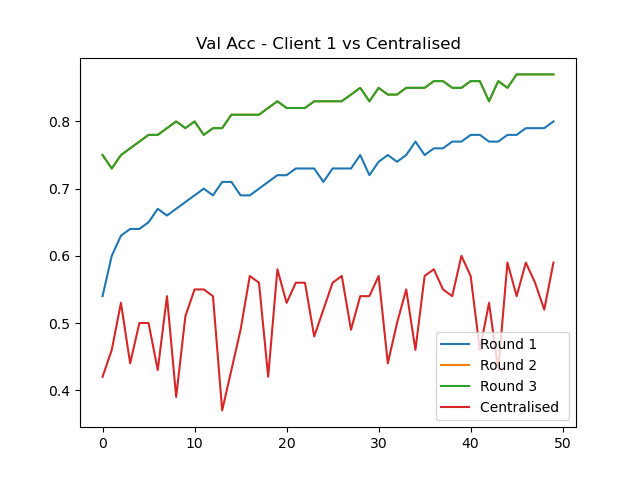 Val Acc - Client 1 vs Centralised
0.8
0.7
0.6
0.5
0.4
0 10 20 30 40 50
Round 1
Round 2
Round 3
Centralised